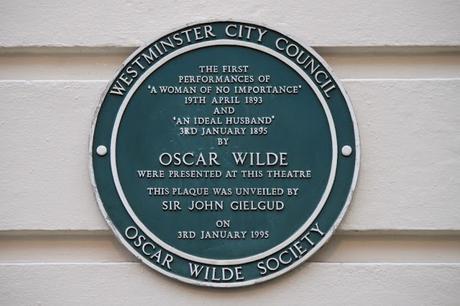 WESTMINSTER CITY COUNCIL
THE FIRST
PERFORMANCES OF
"A WOMAN OF NO IMPORTANCE"
19TH APRIL 1893
AND
"AN IDEAL HUSBAND"
3RD JANUARY 1895
BY
OSCAR WILDE
WERE PRESENTED AT THIS THEATRE
THIS PLAQUE WAS UNVEILED BY
SIR JOHN GIELGUD
ON
3RD JANUARY 1995
OSCAR WILDE SOCIETY